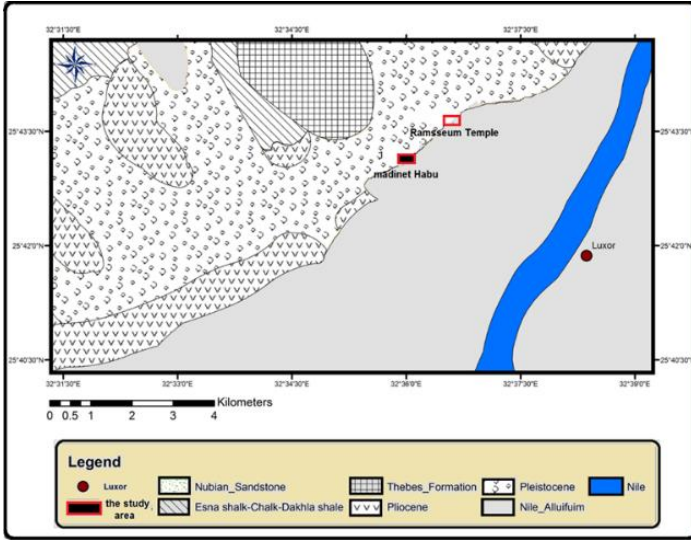 32°31'30"E 32°34'30"E 32°37'30"E
25°43'30"N 25°43'30"N
Ramsseum Temple
madinet Habu
25°42'0"N Luxor 25°42'0"N
25°40'30"N 25°40'30"N
32°31'30"E 32°33'0"E 32°34'30"E 32°36'0"E 32°37'30"E 32°39'0"E
Kilometers
0 0.5 1 2 3 4
Legend
Luxor Nubian_Sandstone Thebes_Formation Pleistocene Nile
the study area Esna shalk-Chalk-Dakhla shale Pliocene Nile_Alluifuim